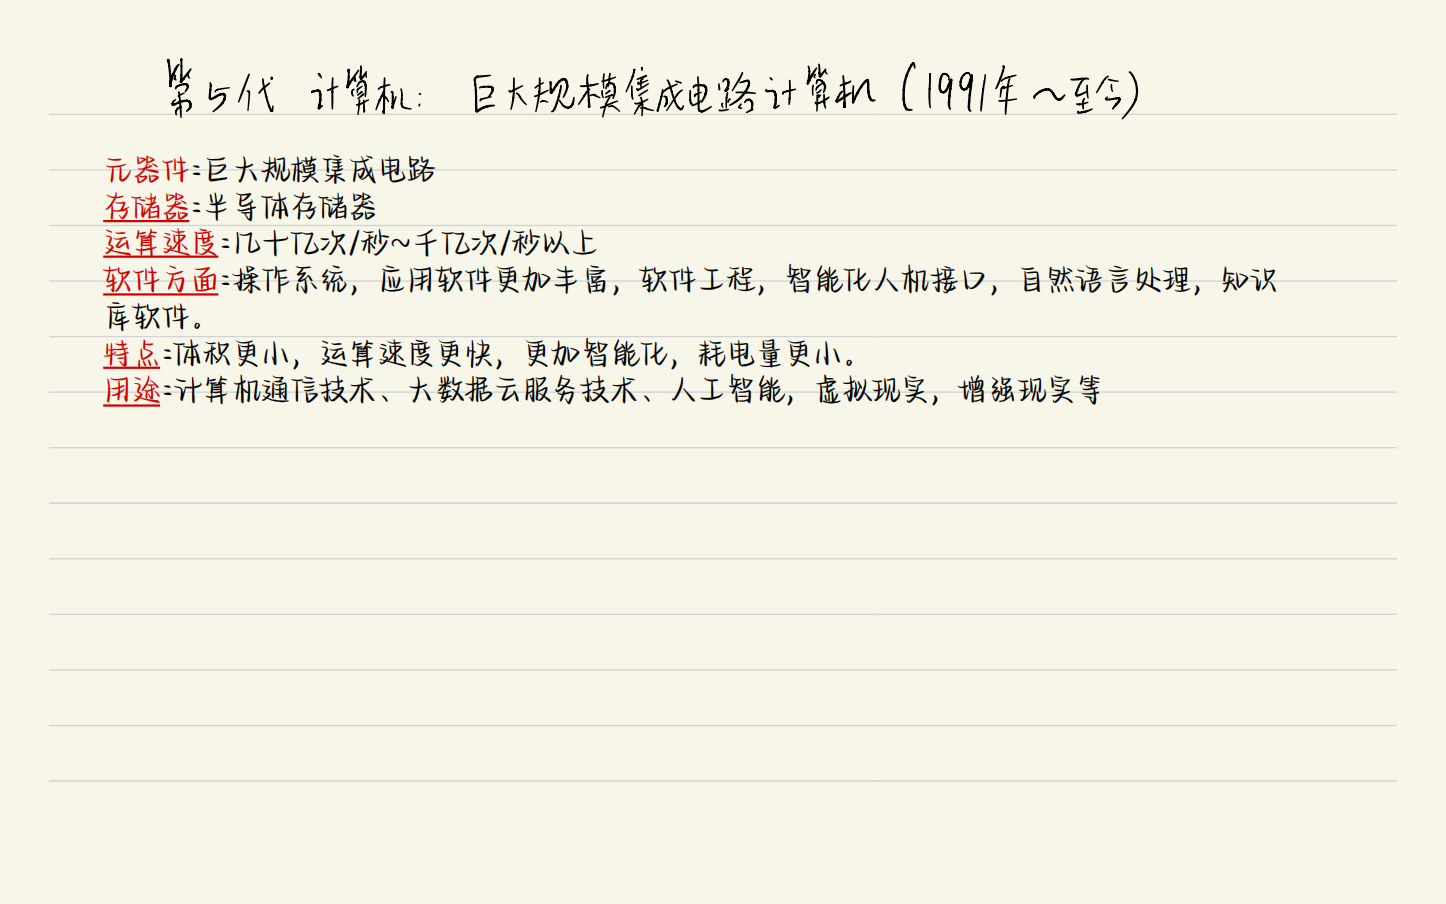 第5代 计算机: 巨大规模集成电路计算机(1991年~至今)
元器件:巨大规模集成电路
存储器:半导体存储器
运算速度:几十亿次/秒~千亿次/秒以上
软件方面:操作系统,应用软件更加丰富,软件工程,智能化人机接口,自然语言处理,知识
库软件。
特点:体积更小,运算速度更快,更加智能化,耗电量更小。
用途:计算机通信技术、大数据云服务技术、人工智能,虚拟现实,增强现实等